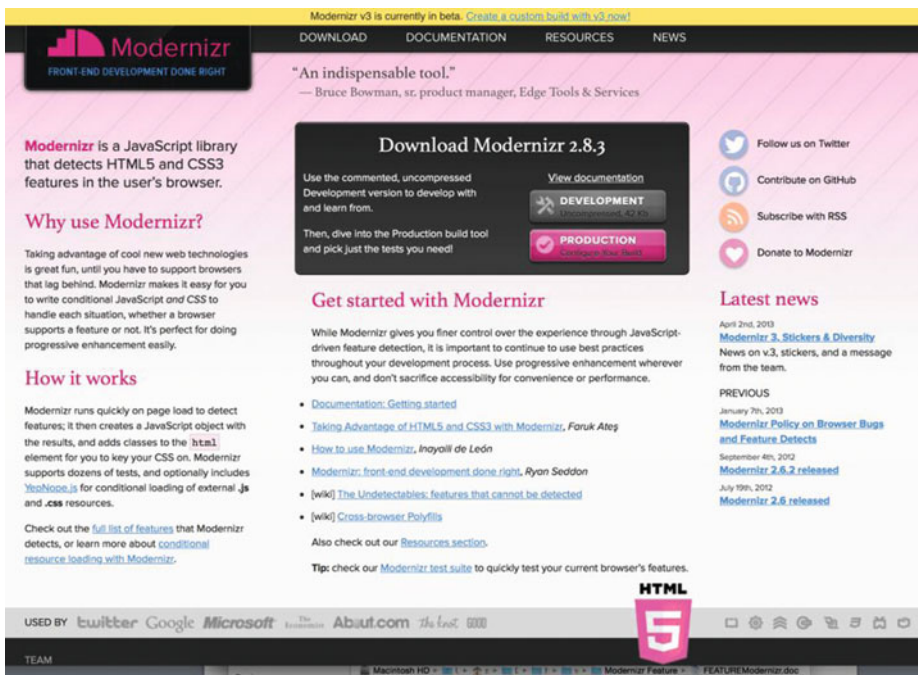 Modernizr v3 is currently in beta. Create a custom build with v3 now!
Modernizr
FRONT-END DEVELOPMENT DONE RIGHT
DOWNLOAD DOCUMENTATION RESOURCES NEWS
“An indispensable tool.”
— Bruce Bowman, sr. product manager, Edge Tools & Services
Modernizr is a JavaScript library
that detects HTML5 and CSS3
features in the user's browser.
Why use Modernizr?
Taking advantage of cool new web technologies
is great fun, until you have to support browsers
that lag behind. Modernizr makes it easy for you
to write conditional JavaScript and CSS to
handle each situation, whether a browser
supports a feature or not. It's perfect for doing
progressive enhancement easily.
How it works
Modernizr runs quickly on page load to detect
features; it then creates a JavaScript object with
the results, and adds classes to the html
element for you to key your CSS on. Modernizr
supports dozens of tests, and optionally includes
YepNope.js for conditional loading of external .js
and .css resources.
Check out the full list of features that Modernizr
detects, or learn more about conditional
resource loading with Modernizr.
Download Modernizr 2.8.3
Use the commented, uncompressed
Development version to develop with
and learn from.
Then, dive into the Production build tool
and pick just the tests you need!
View documentation
DEVELOPMENT
Uncompressed, 42 Kb
PRODUCTION
Configure Your Build
Get started with Modernizr
While Modernizr gives you finer control over the experience through JavaScript-
driven feature detection, it is important to continue to use best practices
throughout your development process. Use progressive enhancement wherever
you can, and don't sacrifice accessibility for convenience or performance.
• Documentation: Getting started
• Taking Advantage of HTML5 and CSS3 with Modernizr, Faruk Ateş
• How to use Modernizr, Inayaili de León
• Modernizr: front-end development done right, Ryan Seddon
• [wiki] The Undetectables: features that cannot be detected
• [wiki] Cross-browser Polyfills
Also check out our Resources section.
Tip: check our Modernizr test suite to quickly test your current browser's features.
Follow us on Twitter
Contribute on GitHub
Subscribe with RSS
Donate to Modernizr
Latest news
April 2nd, 2013
Modernizr 3, Stickers & Diversity
News on v.3, stickers, and a message
from the team.
PREVIOUS
January 7th, 2013
Modernizr Policy on Browser Bugs
and Feature Detects
September 4th, 2012
Modernizr 2.6.2 released
July 19th, 2012
Modernizr 2.6 released
HTML
5
USED BY twitter Google Microsoft The Economist About.com the knot
TEAM
Macintosh HD Modernizr Feature FEATUREModernizr.doc